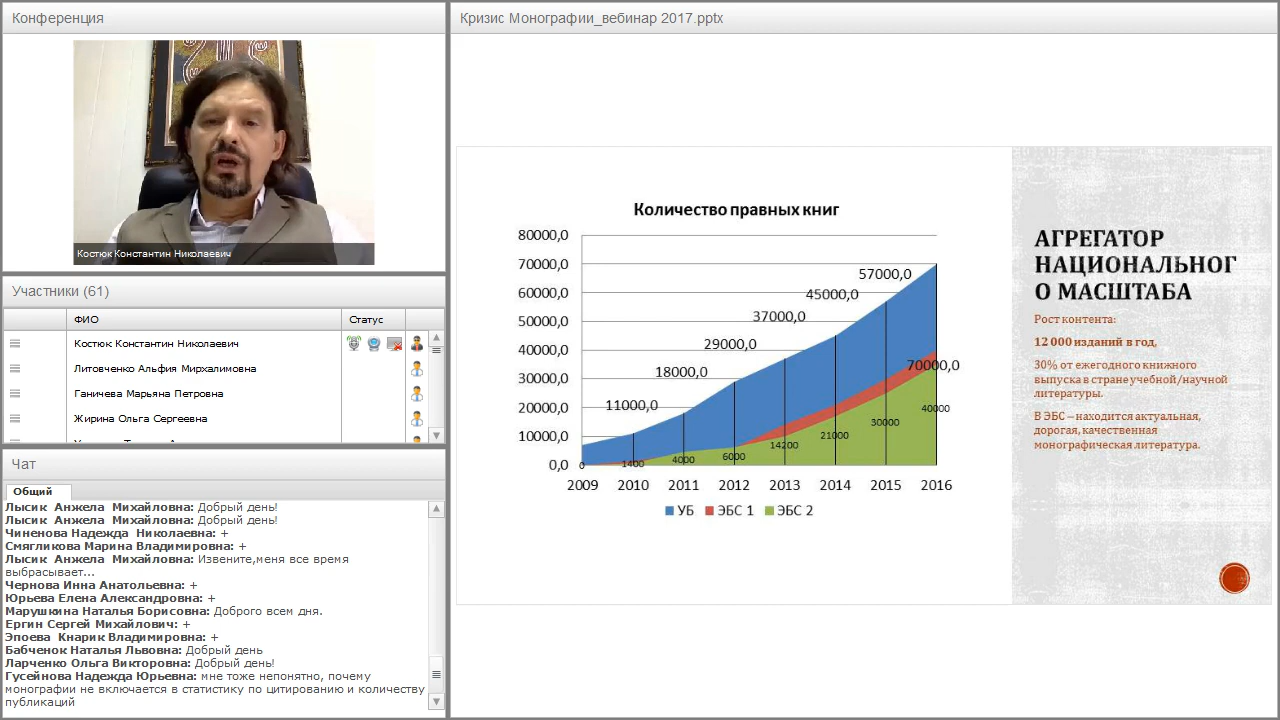 Конференция
Костюк Константин Николаевич
Участники (61)
ФИО
Статус
Костюк Константин Николаевич
Литовченко Альфия Мирхалимовна
Ганичева Марьяна Петровна
Жирина Ольга Сергеевна
Чат
Общий
Лысик Анжела Михайловна: Добрый день!
Лысик Анжела Михайловна: Добрый день!
Чиненова Надежда Николаевна: +
Смягликова Марина Владимировна: +
Лысик Анжела Михайловна: Извените,меня все время
выбрасывает...
Чернова Инна Анатольевна: +
Юрьева Елена Александровна: +
Марушкина Наталья Борисовна: Доброго всем дня.
Ергин Сергей Михайлович: +
Эпоева Кнарик Владимировна: +
Бабченок Наталья Львовна: Добрый день
Ларченко Ольга Викторовна: Добрый день!
Гусейнова Надежда Юрьевна: мне тоже непонятно, почему
монографии не включается в статистику по цитированию и количеству
публикаций
Кризис Монографии_вебинар 2017.pptx
Количество правных книг
80000,0
70000,0
60000,0
50000,0
40000,0
30000,0
20000,0
10000,0
0,0
11000,0
18000,0
29000,0
37000,0
45000,0
57000,0
70000,0
0
1400
4000
6000
14200
21000
30000
40000
2009 2010 2011 2012 2013 2014 2015 2016
УБ ЭБС 1 ЭБС 2
АГРЕГАТОР
НАЦИОНАЛЬНОГ
О МАСШТАБА
Рост контента:
12 000 изданий в год,
30% от ежегодного книжного
выпуска в стране учебной/научной
литературы.
В ЭБС – находится актуальная,
дорогая, качественная
монографическая литература.